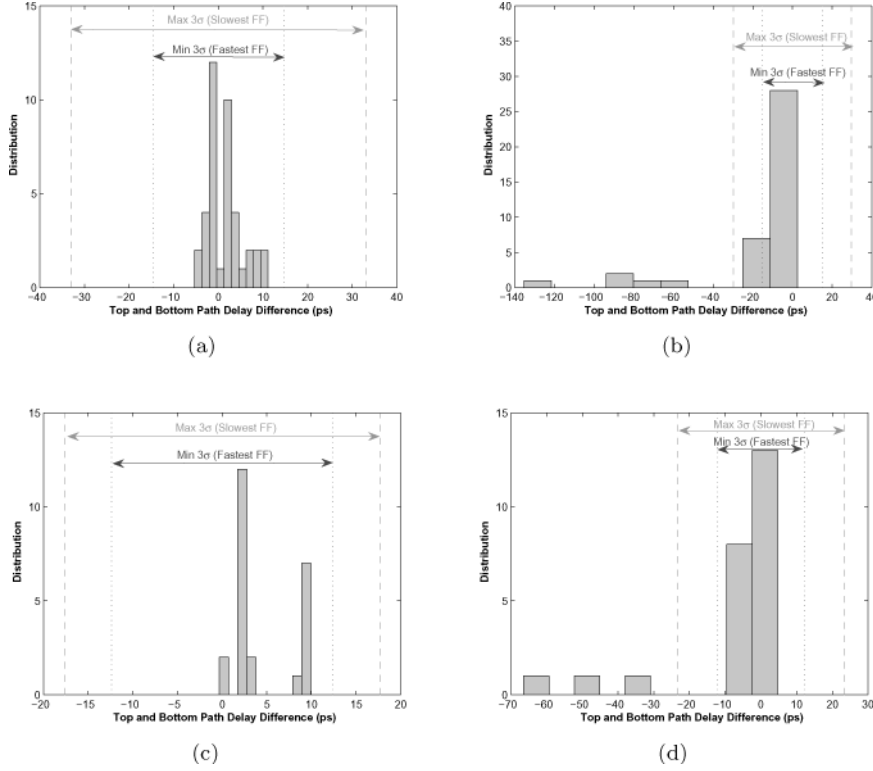 15
Max 3σ (Slowest FF)
Min 3σ (Fastest FF)
10
Distribution
5
0
−40 −30 −20 −10 0 10 20 30 40
Top and Bottom Path Delay Difference (ps)
(a)
40
Max 3σ (Slowest FF)
35
Min 3σ (Fastest FF)
30
25
Distribution
20
15
10
5
0
−140 −120 −100 −80 −60 −40 −20 0 20 40
Top and Bottom Path Delay Difference (ps)
(b)
15
Max 3σ (Slowest FF)
Min 3σ (Fastest FF)
10
Distribution
5
0
−20 −15 −10 −5 0 5 10 15 20
Top and Bottom Path Delay Difference (ps)
(c)
15
Max 3σ (Slowest FF)
Min 3σ (Fastest FF)
10
Distribution
5
0
−70 −60 −50 −40 −30 −20 −10 0 10 20 30
Top and Bottom Path Delay Difference (ps)
(d)